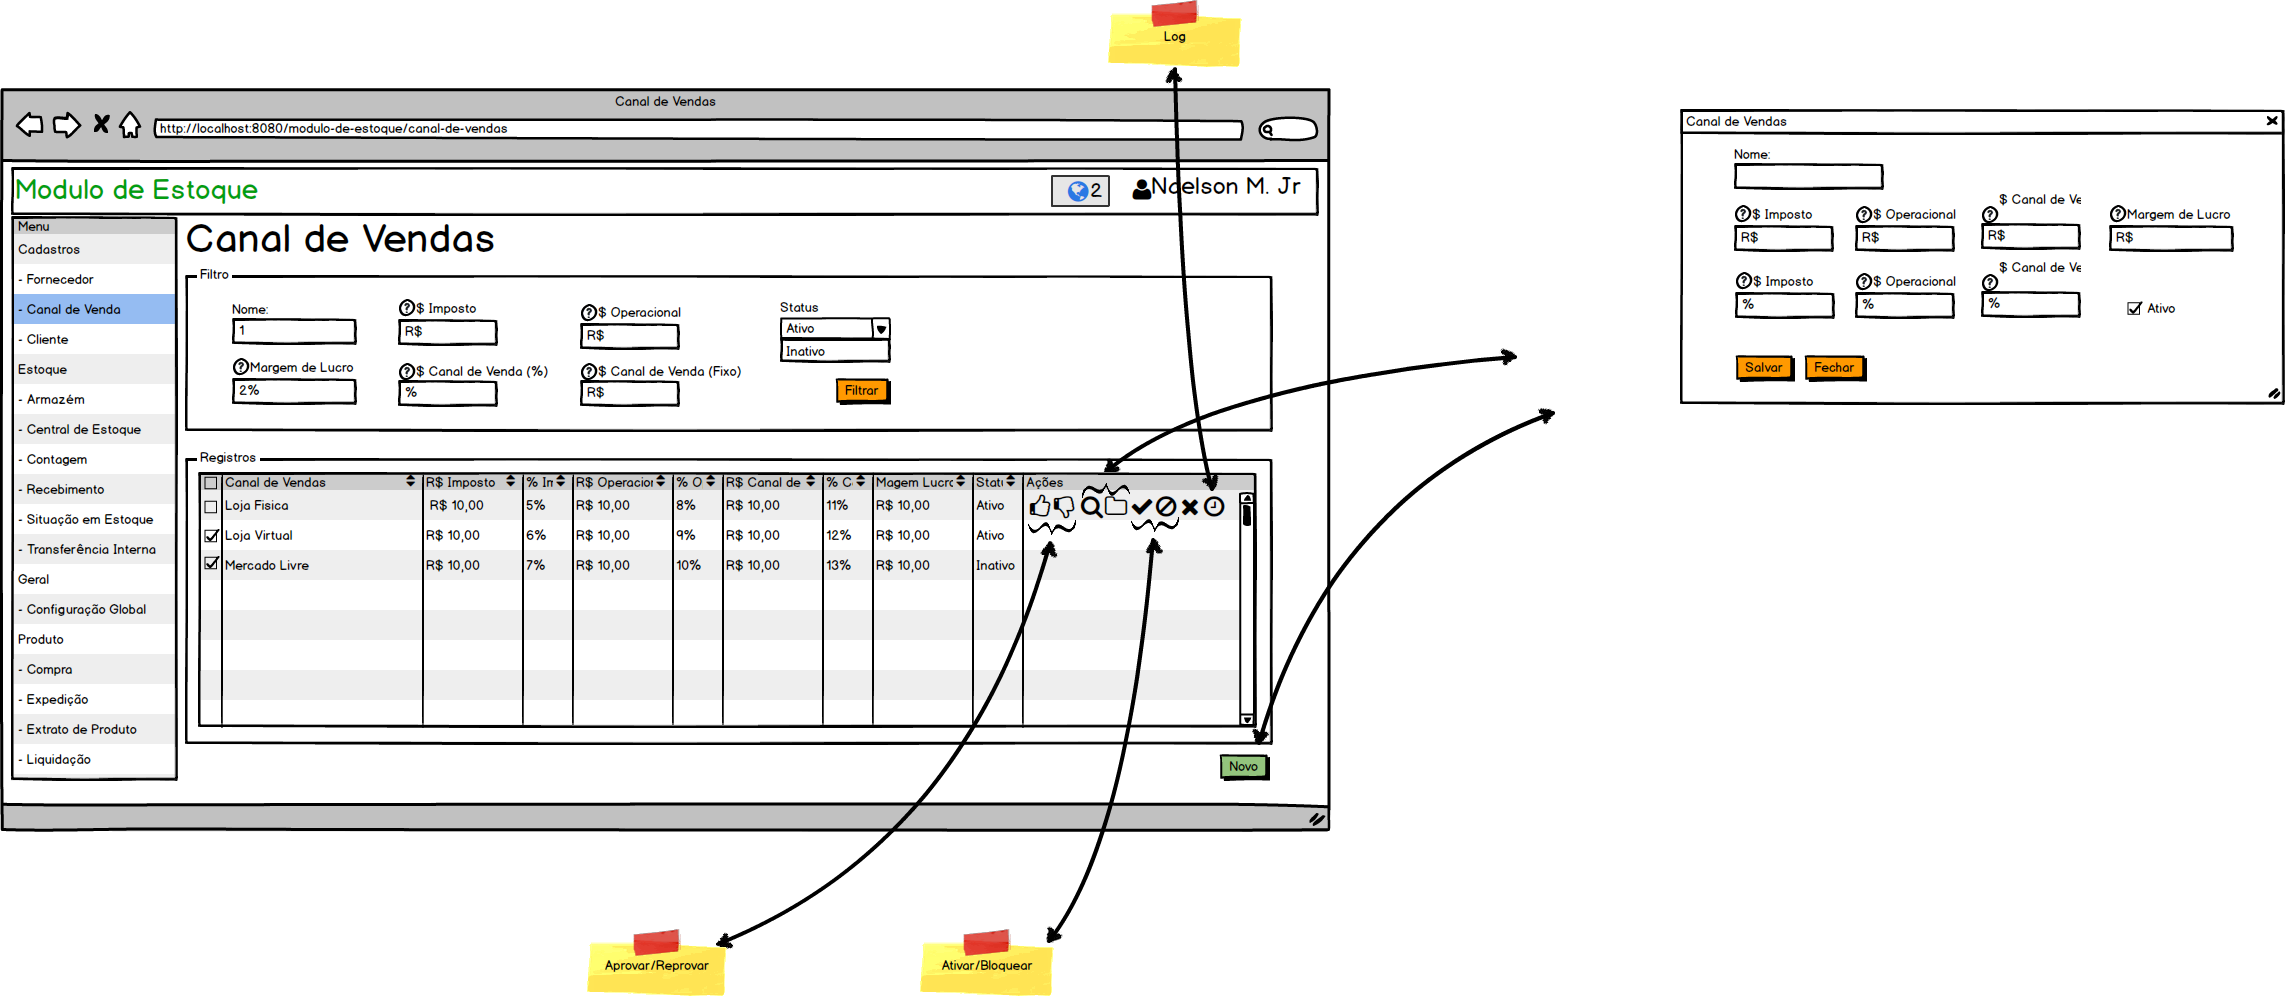 Log
Canal de Vendas
http://localhost:8080/modulo-de-estoque/canal-de-vendas
Modulo de Estoque
2
Naelson M. Jr
Menu
Cadastros
- Fornecedor
- Canal de Venda
- Cliente
Estoque
- Armazém
- Central de Estoque
- Contagem
- Recebimento
- Situação em Estoque
- Transferência Interna
Geral
- Configuração Global
Produto
- Compra
- Expedição
- Extrato de Produto
- Liquidação
Canal de Vendas
Filtro
Nome:
1
$ Imposto
R$
$ Operacional
R$
Status
Ativo
Inativo
Margem de Lucro
2%
$ Canal de Venda (%)
%
$ Canal de Venda (Fixo)
R$
Filtrar
Registros
Canal de Vendas R$ Imposto % In R$ Operacior % O R$ Canal de % C Magem Lucro Statu Ações
Loja Fisica R$ 10,00 5% R$ 10,00 8% R$ 10,00 11% R$ 10,00 Ativo
Loja Virtual R$ 10,00 6% R$ 10,00 9% R$ 10,00 12% R$ 10,00 Ativo
Mercado Livre R$ 10,00 7% R$ 10,00 10% R$ 10,00 13% R$ 10,00 Inativo
Novo
Aprovar/Reprovar
Ativar/Bloquear
Canal de Vendas
Nome:
$ Imposto
R$
$ Operacional
R$
$ Canal de Ve
R$
Margem de Lucro
R$
$ Imposto
%
$ Operacional
%
$ Canal de Ve
%
Ativo
Salvar
Fechar